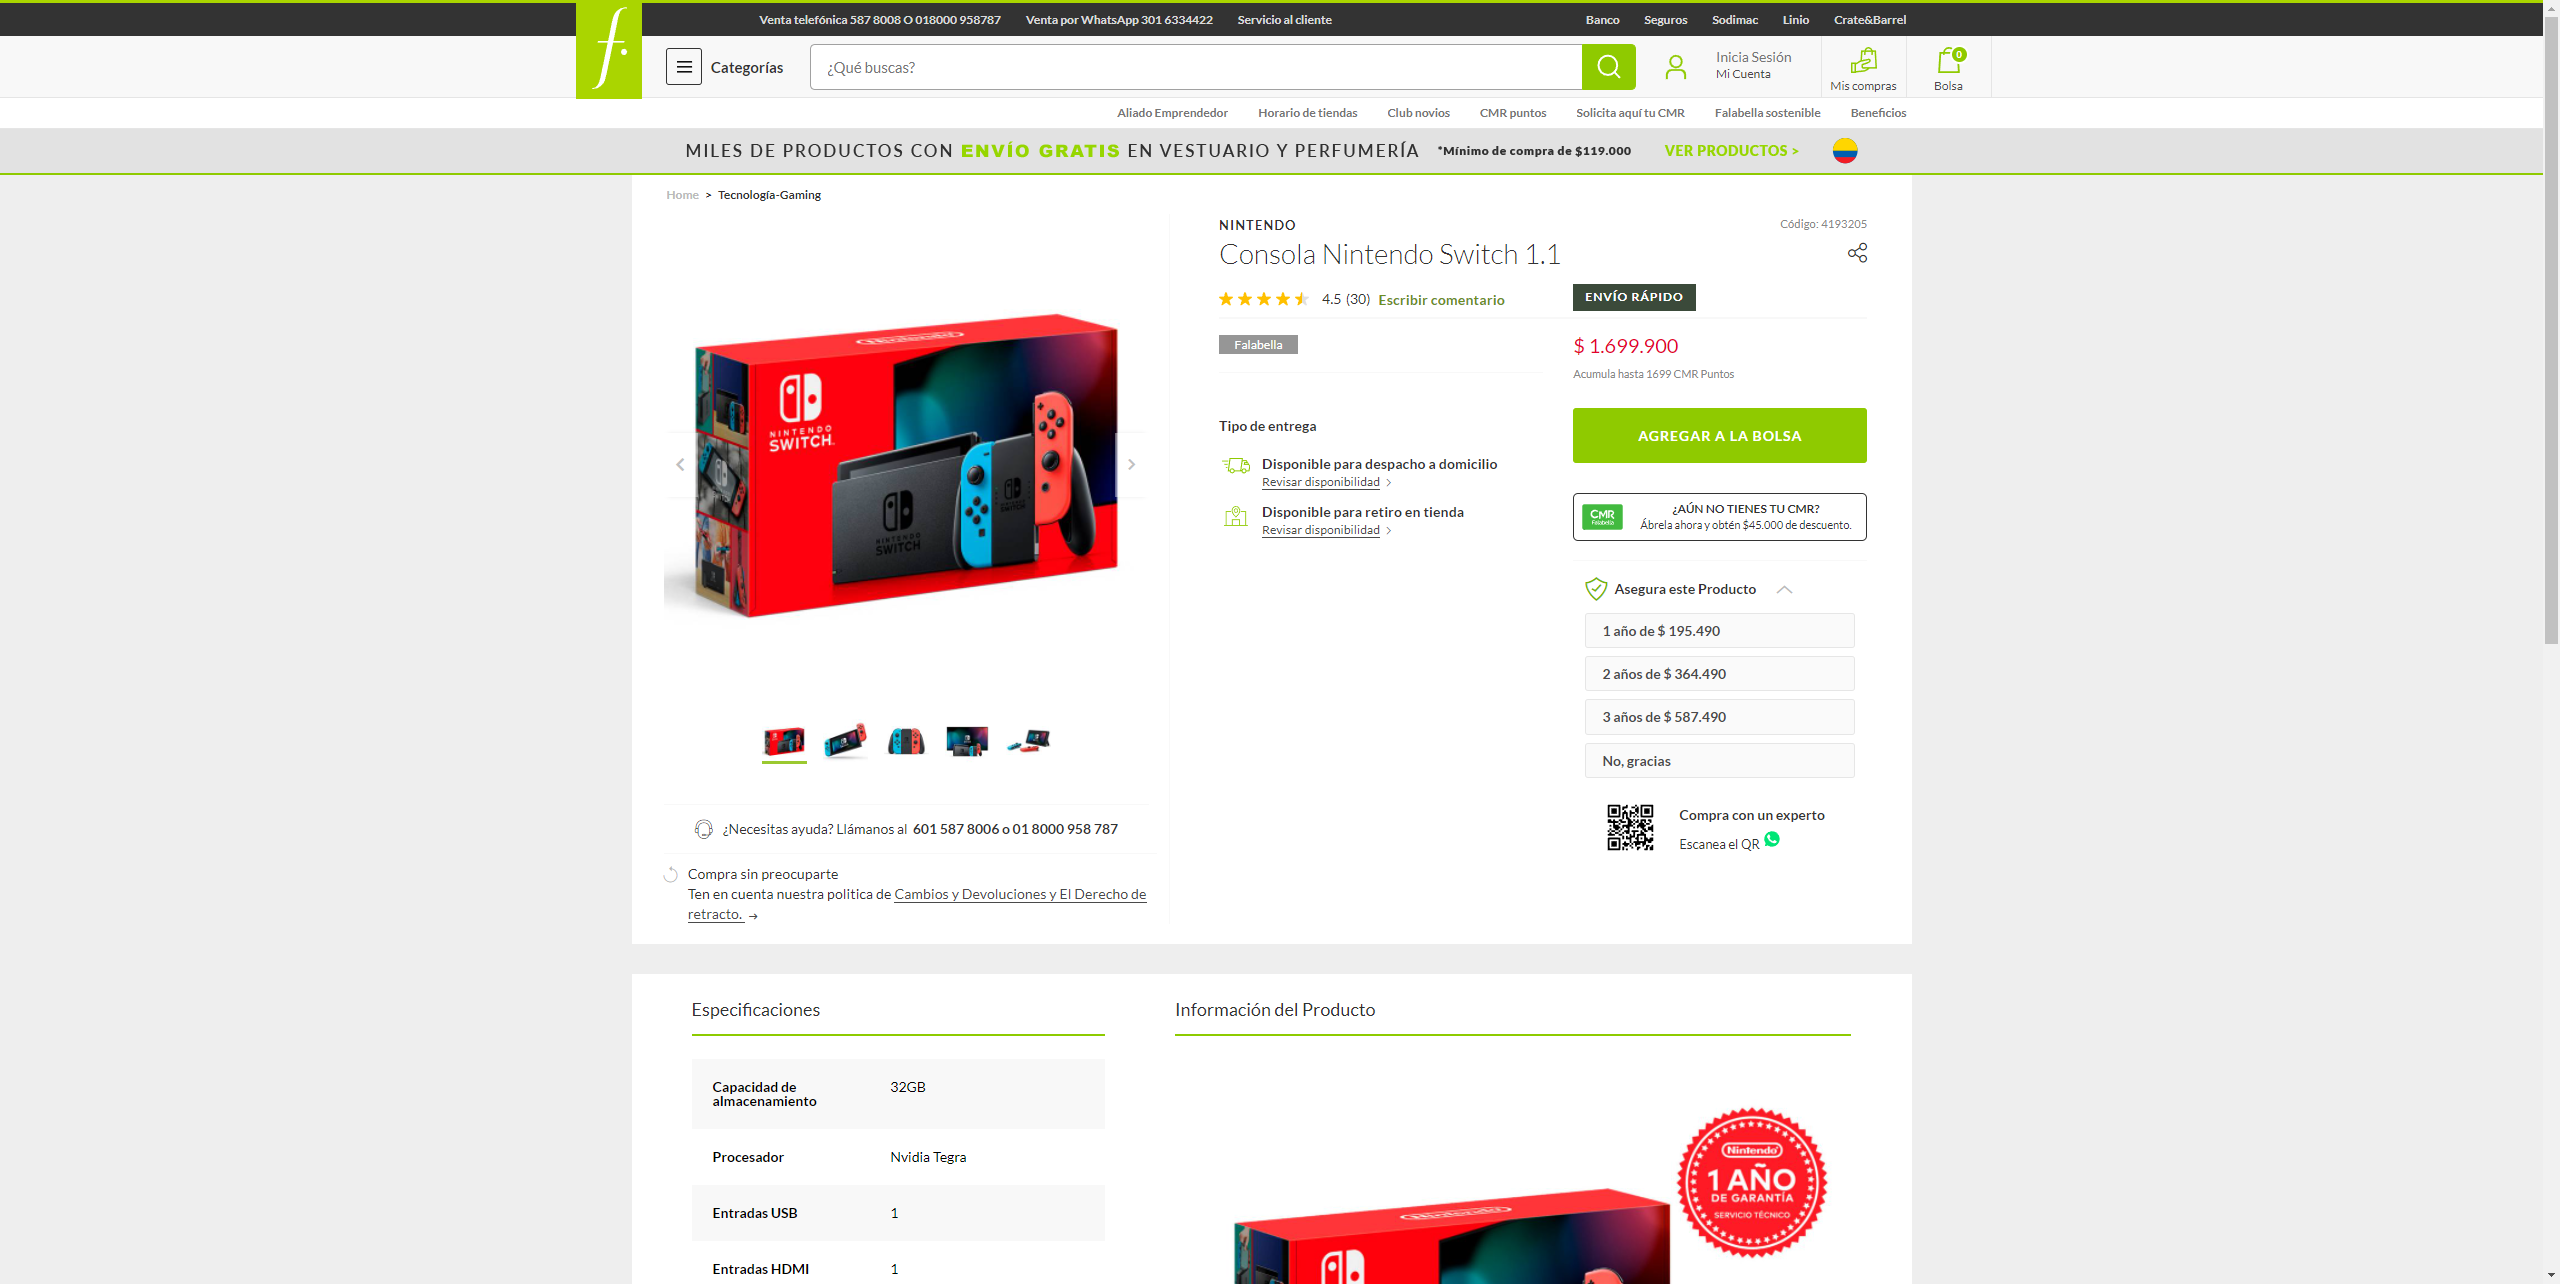 Venta telefónica 587 8008 O 018000 958787 Venta por WhatsApp 301 6334422 Servicio al cliente Banco Seguros Sodimac Linio Crate&Barrel
f.
Categorías ¿Qué buscas? Inicia Sesión
Mi Cuenta
Mis compras
0
Bolsa
Aliado Emprendedor Horario de tiendas Club novios CMR puntos Solicita aquí tu CMR Falabella sostenible Beneficios
MILES DE PRODUCTOS CON ENVÍO GRATIS EN VESTUARIO Y PERFUMERÍA *Mínimo de compra de $119.000 VER PRODUCTOS >
Home > Tecnología-Gaming
NINTENDO
Código: 4193205
Consola Nintendo Switch 1.1
4.5 (30) Escribir comentario
ENVÍO RÁPIDO
Falabella
$ 1.699.900
Acumula hasta 1699 CMR Puntos
Tipo de entrega
Disponible para despacho a domicilio
Revisar disponibilidad >
Disponible para retiro en tienda
Revisar disponibilidad >
AGREGAR A LA BOLSA
CMR
Falabella
¿AÚN NO TIENES TU CMR?
Ábrela ahora y obtén $45.000 de descuento.
Asegura este Producto
1 año de $ 195.490
2 años de $ 364.490
3 años de $ 587.490
No, gracias
Compra con un experto
Escanea el QR
Nintendo
NINTENDO
SWITCH
NINTENDO
SWITCH
NINTENDO
SWITCH
¿Necesitas ayuda? Llámanos al 601 587 8006 o 01 8000 958 787
Compra sin preocuparte
Ten en cuenta nuestra politica de Cambios y Devoluciones y El Derecho de
retracto. →
Especificaciones
Capacidad de
almacenamiento
32GB
Procesador Nvidia Tegra
Entradas USB 1
Entradas HDMI 1
Información del Producto
Nintendo
1 AÑO
DE GARANTÍA
SERVICIO TÉCNICO
Nintendo